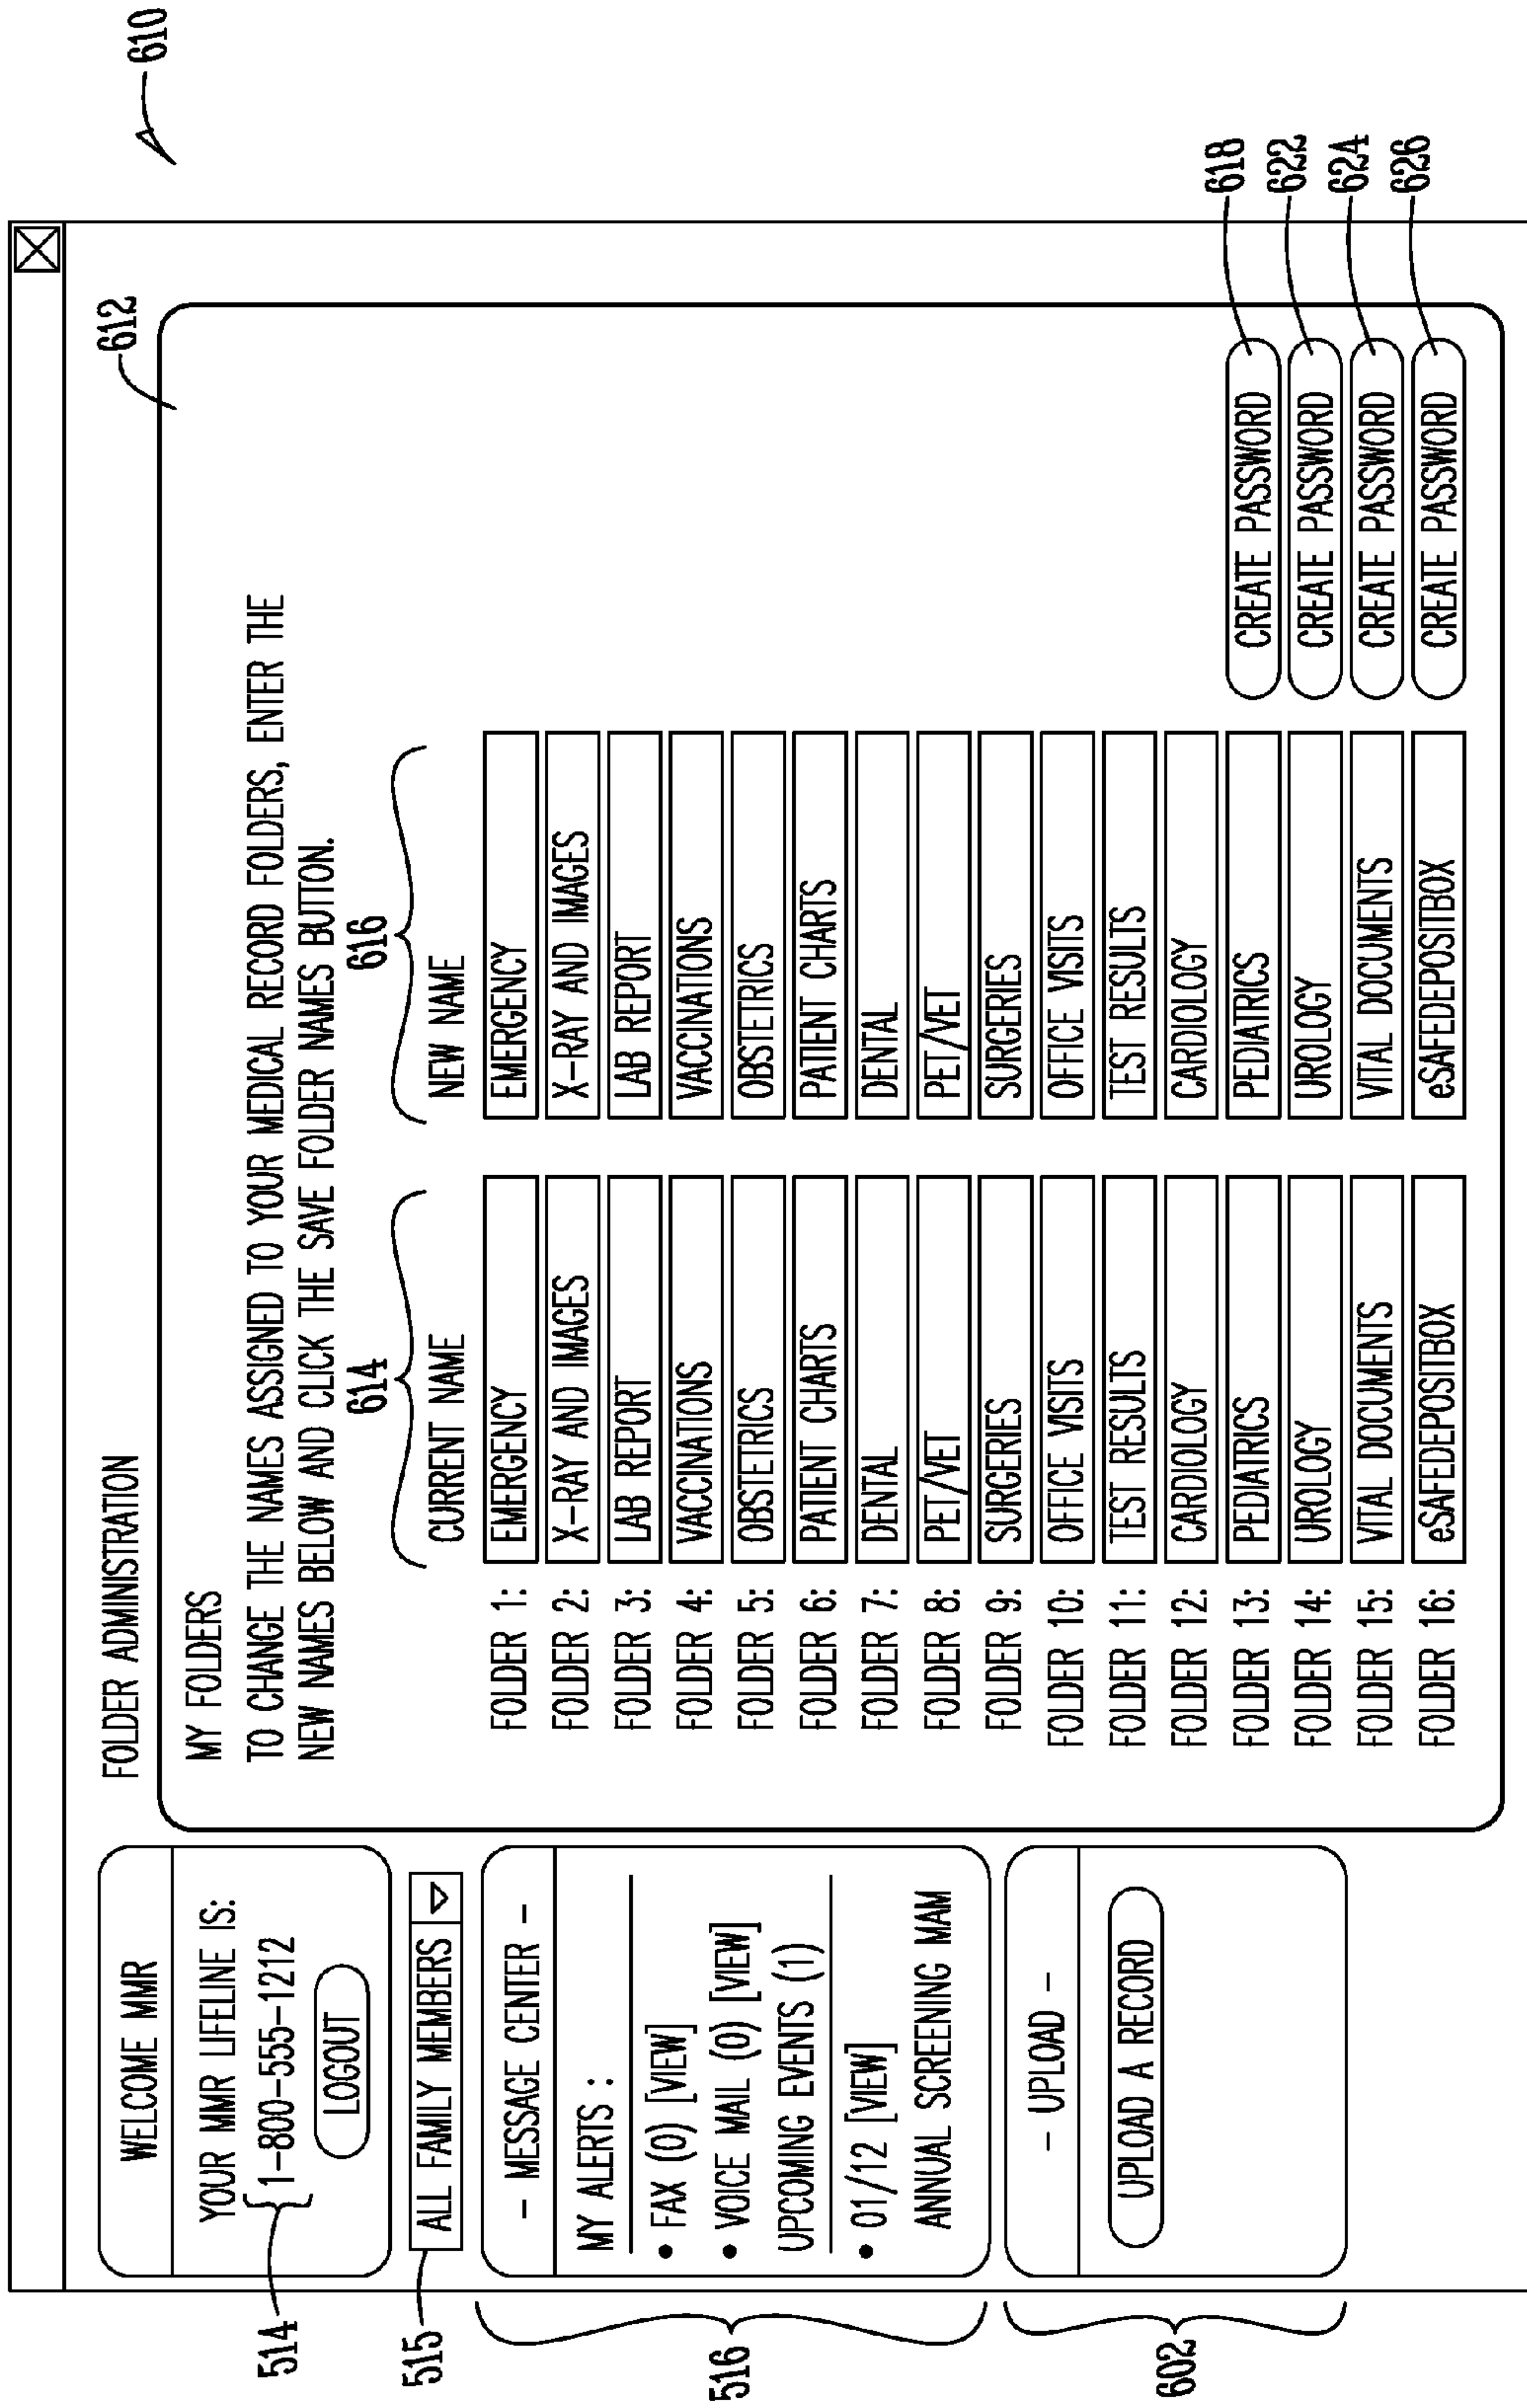 610
WELCOME MMR
YOUR MMR LIFELINE IS:
514
1-800-555-1212
LOGOUT
515
ALL FAMILY MEMBERS
516
- MESSAGE CENTER -
MY ALERTS :
• FAX (0) [VIEW]
• VOICE MAIL (0) [VIEW]
UPCOMING EVENTS (1)
• 01/12 [VIEW]
ANNUAL SCREENING MAM
602
- UPLOAD -
UPLOAD A RECORD
FOLDER ADMINISTRATION
612
MY FOLDERS
TO CHANGE THE NAMES ASSIGNED TO YOUR MEDICAL RECORD FOLDERS, ENTER THE
NEW NAMES BELOW AND CLICK THE SAVE FOLDER NAMES BUTTON.
614 616
CURRENT NAME NEW NAME
FOLDER 1: EMERGENCY EMERGENCY
FOLDER 2: X-RAY AND IMAGES X-RAY AND IMAGES
FOLDER 3: LAB REPORT LAB REPORT
FOLDER 4: VACCINATIONS VACCINATIONS
FOLDER 5: OBSTETRICS OBSTETRICS
FOLDER 6: PATIENT CHARTS PATIENT CHARTS
FOLDER 7: DENTAL DENTAL
FOLDER 8: PET/VET PET/VET
FOLDER 9: SURGERIES SURGERIES
FOLDER 10: OFFICE VISITS OFFICE VISITS
FOLDER 11: TEST RESULTS TEST RESULTS
FOLDER 12: CARDIOLOGY CARDIOLOGY
FOLDER 13: PEDIATRICS PEDIATRICS CREATE PASSWORD 618
FOLDER 14: UROLOGY UROLOGY CREATE PASSWORD 622
FOLDER 15: VITAL DOCUMENTS VITAL DOCUMENTS CREATE PASSWORD 624
FOLDER 16: eSAFEDEPOSITBOX eSAFEDEPOSITBOX CREATE PASSWORD 626